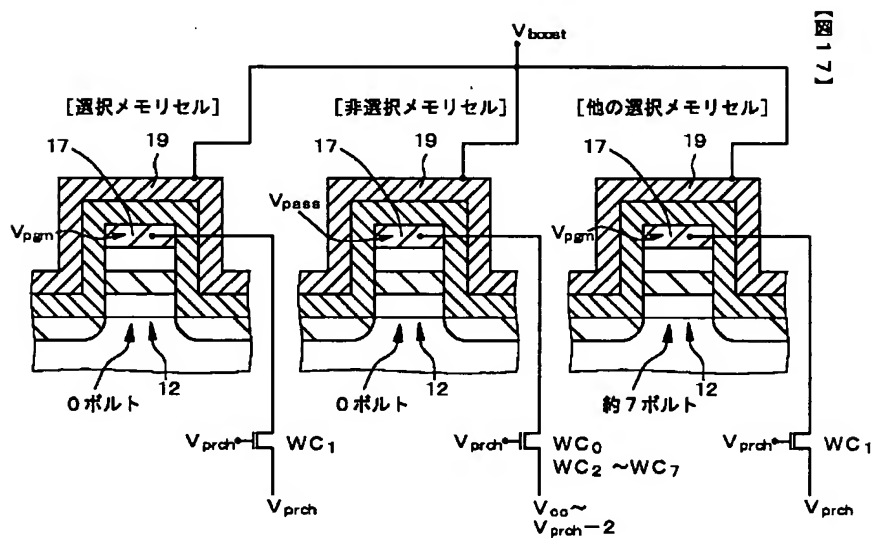 【図17】
Vboost
[選択メモリセル]
[非選択メモリセル]
[他の選択メモリセル]
17
19
17
19
17
19
Vpgm
Vpass
Vpgm
0ボルト
12
0ボルト
12
約7ボルト
12
Vprch
WC1
Vprch
WC0
WC2 ～WC7
Vprch
WC1
Vprch
Vcc～
Vprch−2
Vprch